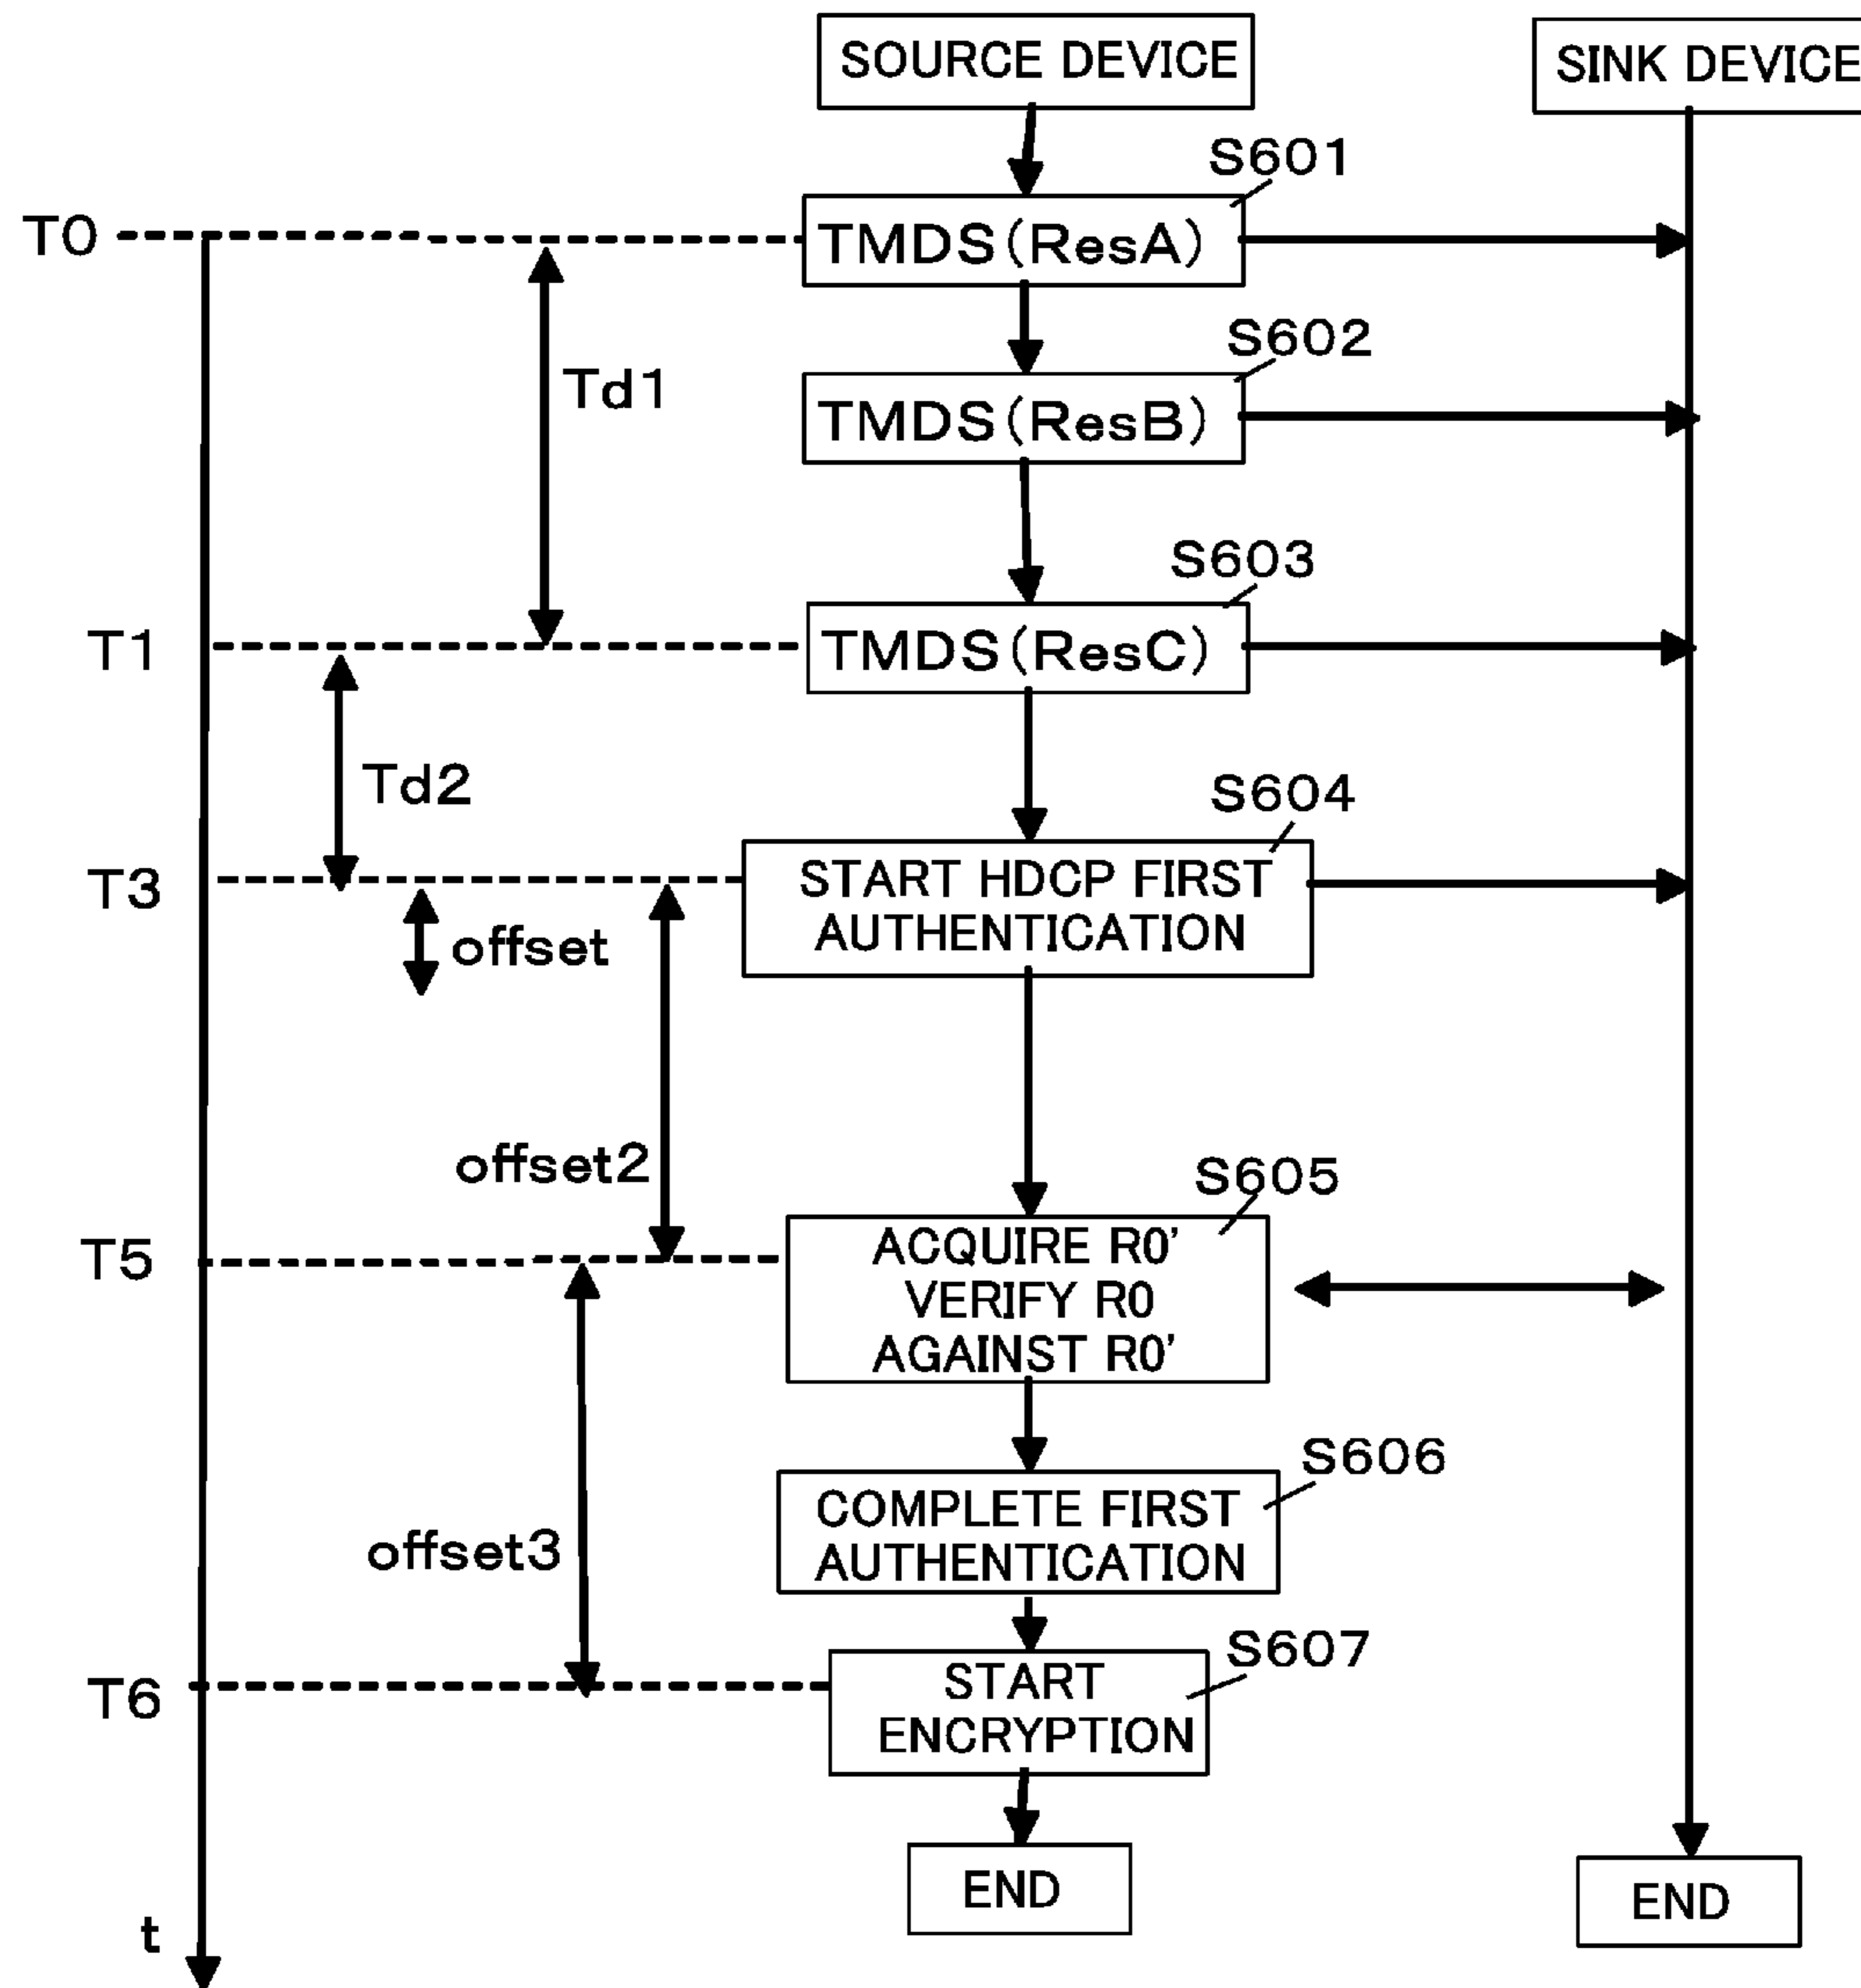 SOURCE DEVICE
SINK DEVICE
S601
T0
TMDS(ResA)
S602
Td1
TMDS(ResB)
S603
T1
TMDS(ResC)
Td2
S604
T3
START HDCP FIRST
AUTHENTICATION
offset
offset2
S605
T5
ACQUIRE R0'
VERIFY R0
AGAINST R0'
S606
COMPLETE FIRST
AUTHENTICATION
offset3
S607
T6
START
ENCRYPTION
END
END
t